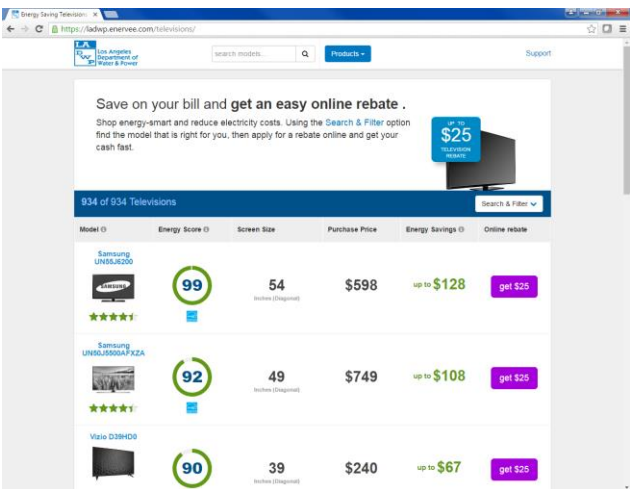 Energy Saving Televisions
https://ladwp.enervee.com/televisions/
LA
DWP
Los Angeles
Department of
Water & Power
search models...
Products
Support
Save on your bill and get an easy online rebate .
Shop energy-smart and reduce electricity costs. Using the Search & Filter option
find the model that is right for you, then apply for a rebate online and get your
cash fast.
UP TO
$25
TELEVISION
REBATE
934 of 934 Televisions
Search & Filter
Model Energy Score Screen Size Purchase Price Energy Savings Online rebate
Samsung
UN55J6200
SAMSUNG
99
54
Inches (Diagonal)
$598
up to $128
get $25
Samsung
UN50J5500AFXZA
92
49
Inches (Diagonal)
$749
up to $108
get $25
Vizio D39HD0
90
39
Inches (Diagonal)
$240
up to $67
get $25